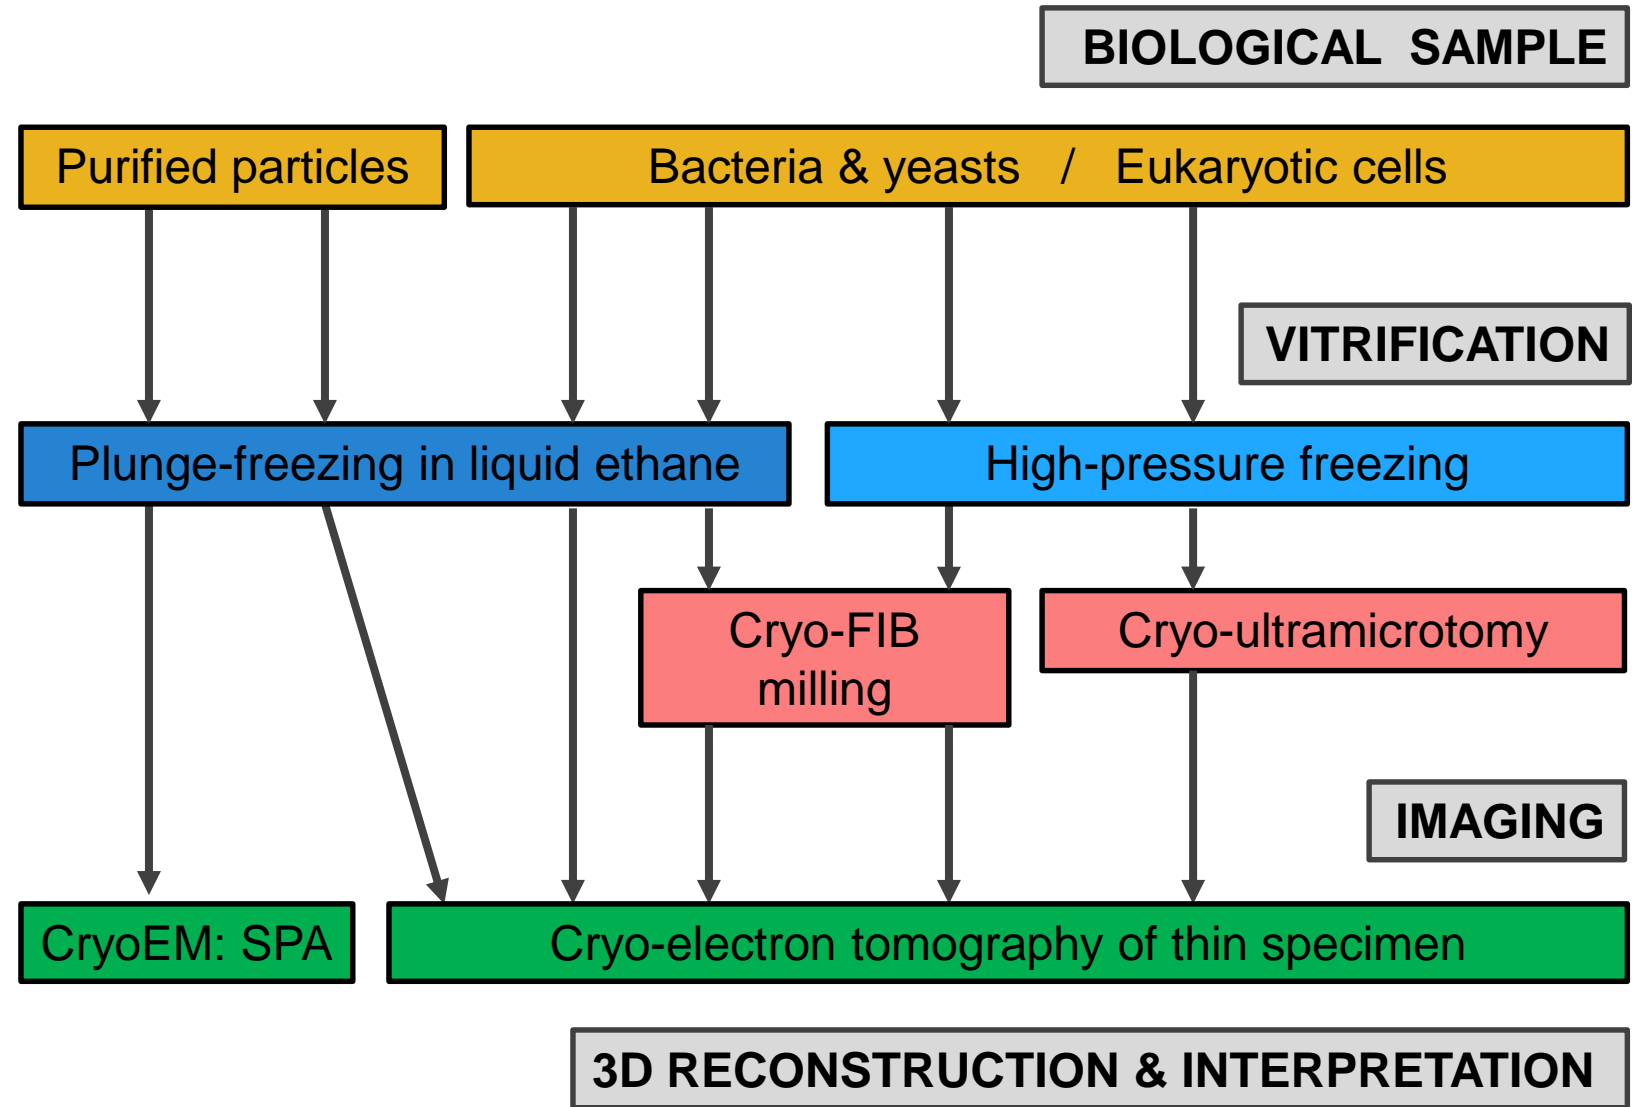 BIOLOGICAL SAMPLE
Purified particles
Bacteria & yeasts / Eukaryotic cells
VITRIFICATION
Plunge-freezing in liquid ethane
High-pressure freezing
Cryo-FIB
milling
Cryo-ultramicrotomy
IMAGING
CryoEM: SPA
Cryo-electron tomography of thin specimen
3D RECONSTRUCTION & INTERPRETATION